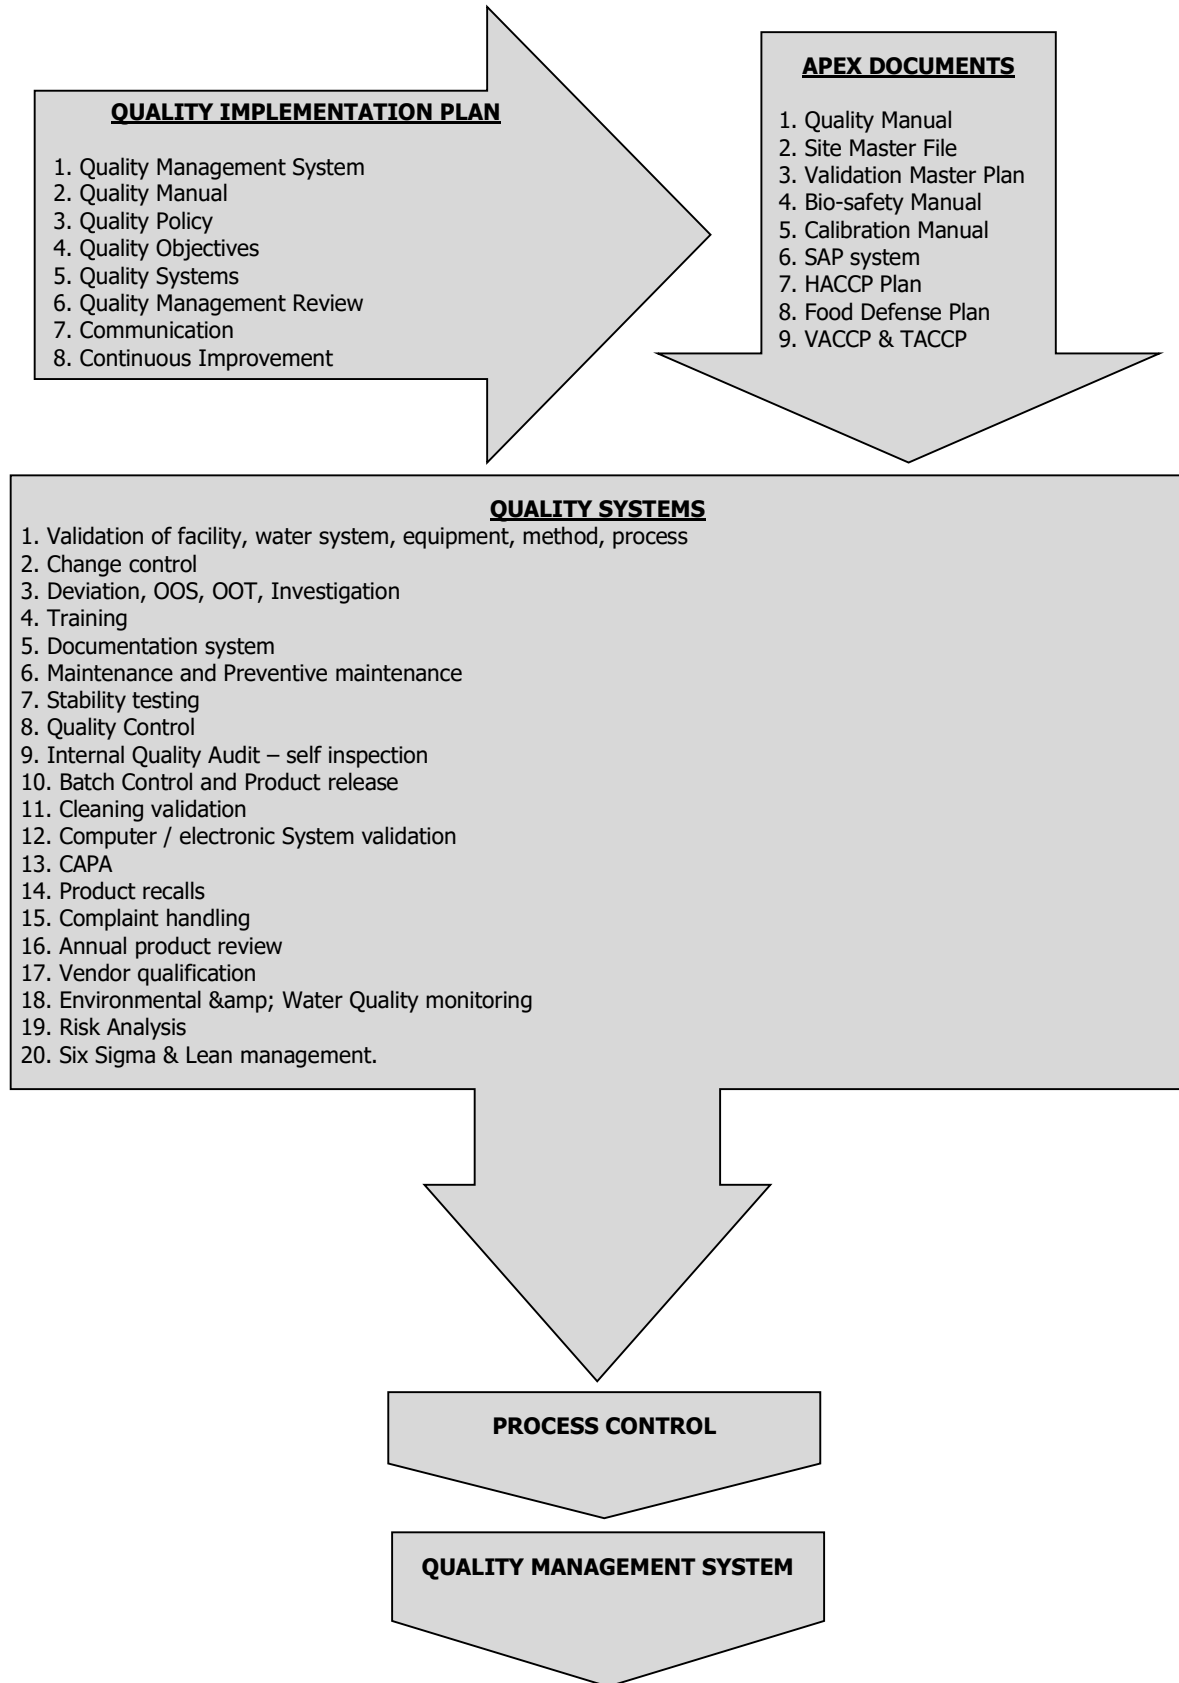 QUALITY IMPLEMENTATION PLAN
1. Quality Management System
2. Quality Manual
3. Quality Policy
4. Quality Objectives
5. Quality Systems
6. Quality Management Review
7. Communication
8. Continuous Improvement
APEX DOCUMENTS
1. Quality Manual
2. Site Master File
3. Validation Master Plan
4. Bio-safety Manual
5. Calibration Manual
6. SAP system
7. HACCP Plan
8. Food Defense Plan
9. VACCP & TACCP
QUALITY SYSTEMS
1. Validation of facility, water system, equipment, method, process
2. Change control
3. Deviation, OOS, OOT, Investigation
4. Training
5. Documentation system
6. Maintenance and Preventive maintenance
7. Stability testing
8. Quality Control
9. Internal Quality Audit – self inspection
10. Batch Control and Product release
11. Cleaning validation
12. Computer / electronic System validation
13. CAPA
14. Product recalls
15. Complaint handling
16. Annual product review
17. Vendor qualification
18. Environmental &amp; Water Quality monitoring
19. Risk Analysis
20. Six Sigma & Lean management.
PROCESS CONTROL
QUALITY MANAGEMENT SYSTEM